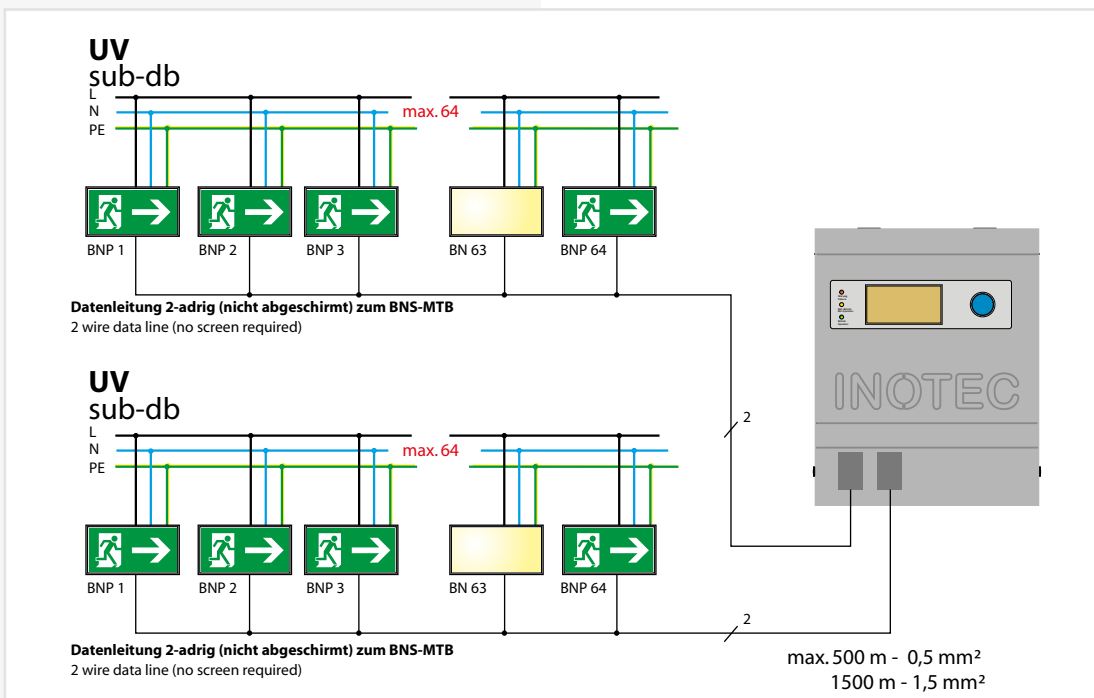 UV
sub-db
L
N
PE
max. 64
BNP 1
BNP 2
BNP 3
BN 63
BNP 64
Datenleitung 2-adrig (nicht abgeschirmt) zum BNS-MTB
2 wire data line (no screen required)
UV
sub-db
L
N
PE
max. 64
BNP 1
BNP 2
BNP 3
BN 63
BNP 64
Datenleitung 2-adrig (nicht abgeschirmt) zum BNS-MTB
2 wire data line (no screen required)
2
2
INOTEC
max. 500 m - 0,5 mm²
1500 m - 1,5 mm²